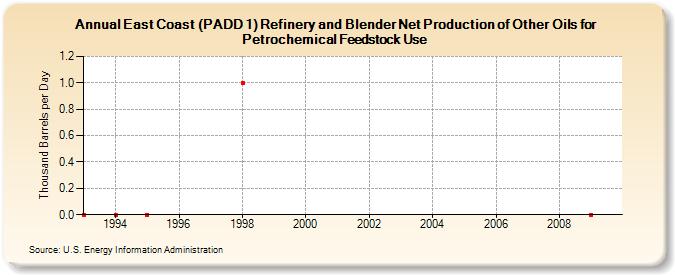 Annual East Coast (PADD 1) Refinery and Blender Net Production of Other Oils for
Petrochemical Feedstock Use
Thousand Barrels per Day
1.2
1.0
0.8
0.6
0.4
0.2
0.0
1994 1996 1998 2000 2002 2004 2006 2008
Source: U.S. Energy Information Administration